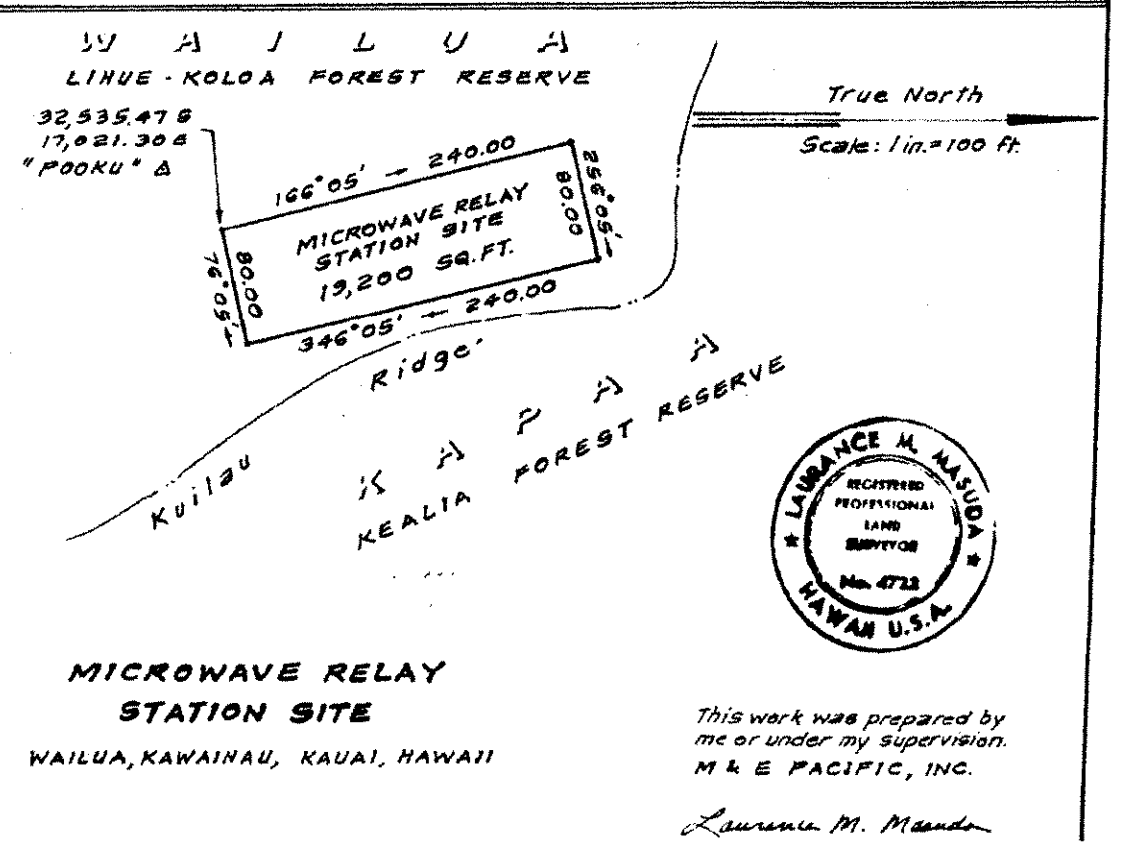 WAILUA
LIHUE - KOLOA FOREST RESERVE
32,535.47 S
17,021.30 E
"POOKU" △
True North
Scale: 1 in.=100 ft.
166°05' → 240.00
256°05' →
80.00
MICROWAVE RELAY
STATION SITE
19,200 SQ.FT.
80.00
76°05' ←
346°05' ← 240.00
Kuilau Ridge
KAPAA
KEALIA FOREST RESERVE
LAURANCE M. MASUDA
REGISTERED
PROFESSIONAL
LAND
SURVEYOR
No. 4722
★ HAWAII U.S.A. ★
MICROWAVE RELAY
STATION SITE
WAILUA, KAWAIHAU, KAUAI, HAWAII
This work was prepared by
me or under my supervision.
M & E PACIFIC, INC.
Laurance M. Masuda